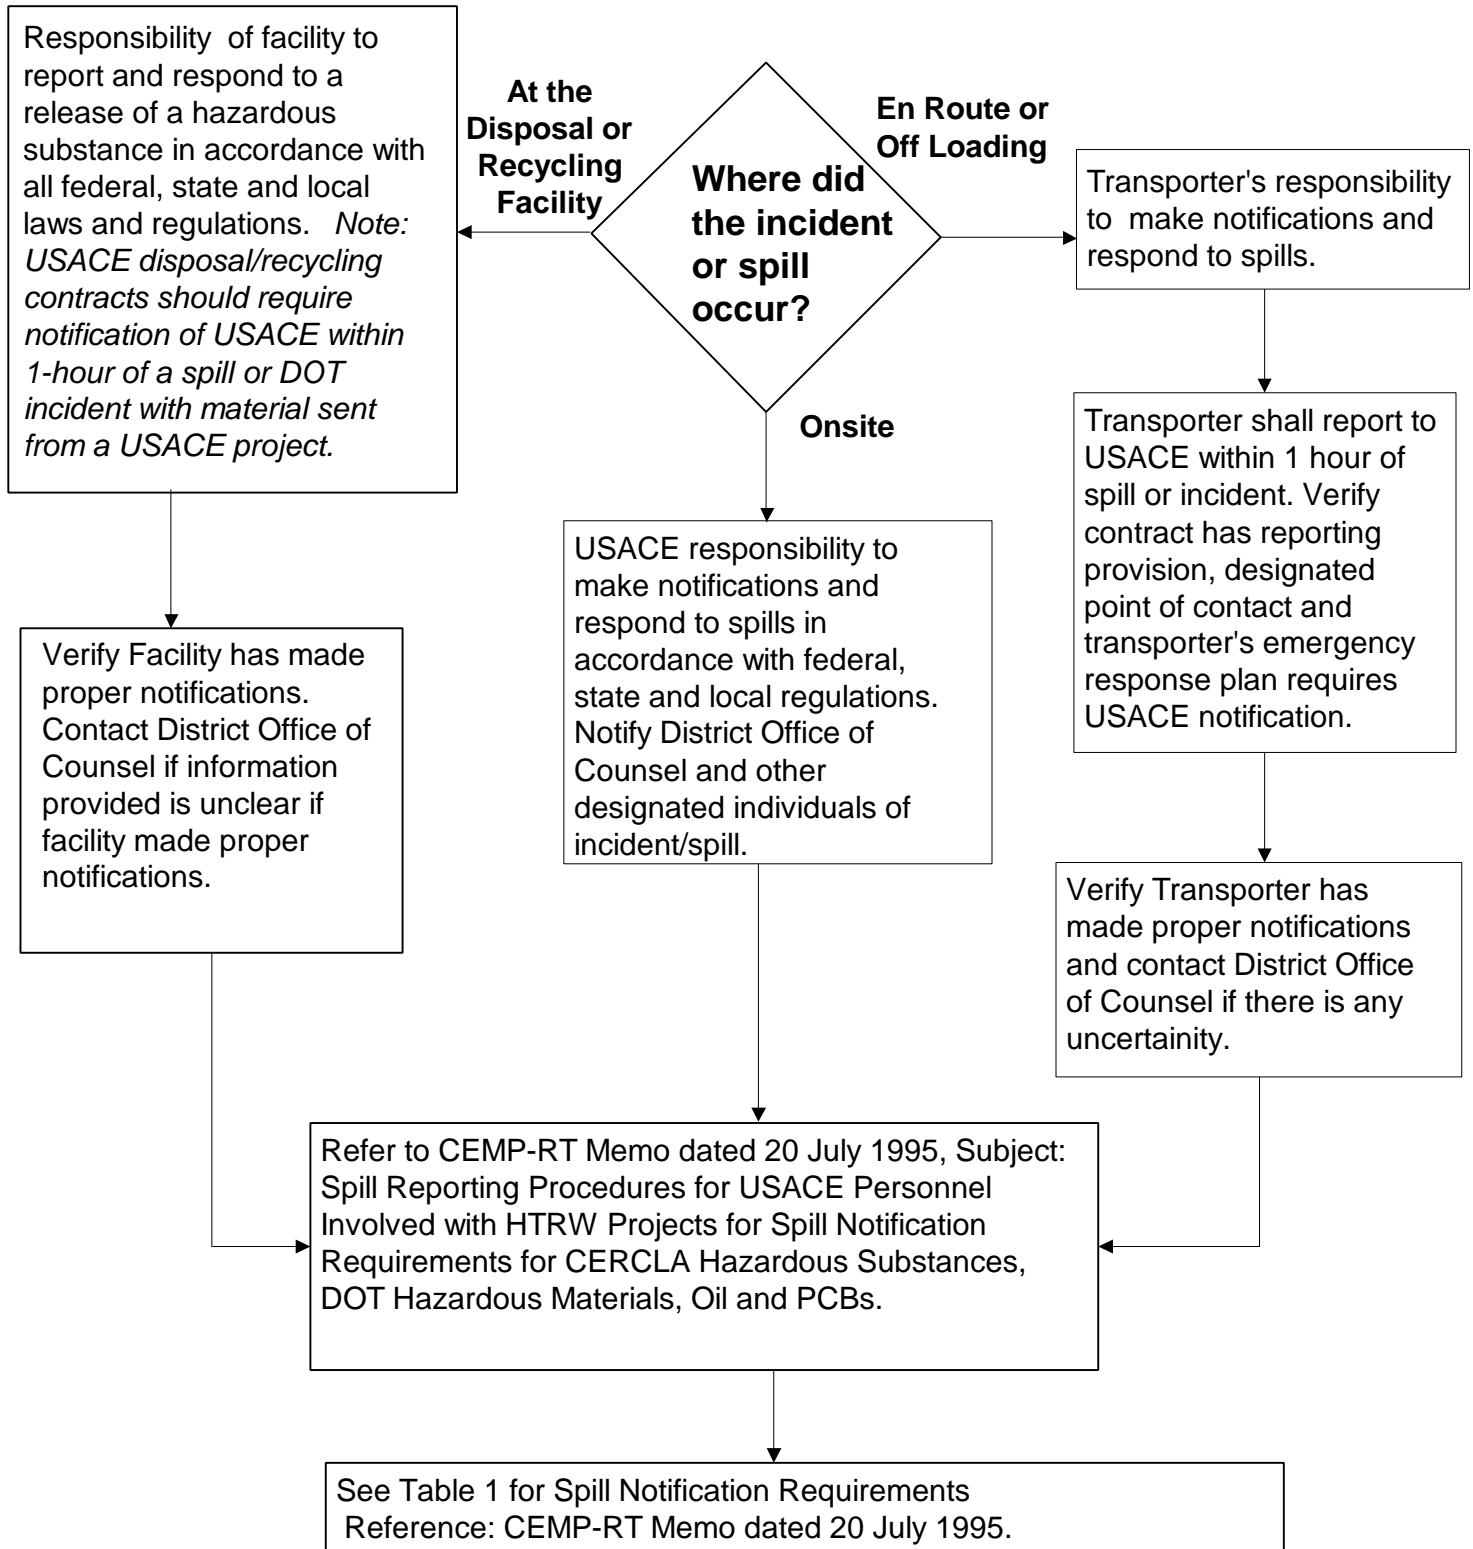 Responsibility of facility to
report and respond to a
release of a hazardous
substance in accordance with
all federal, state and local
laws and regulations. Note:
USACE disposal/recycling
contracts should require
notification of USACE within
1-hour of a spill or DOT
incident with material sent
from a USACE project.
At the
Disposal or
Recycling
Facility
Where did
the incident
or spill
occur?
En Route or
Off Loading
Transporter's responsibility
to make notifications and
respond to spills.
Onsite
Transporter shall report to
USACE within 1 hour of
spill or incident. Verify
contract has reporting
provision, designated
point of contact and
transporter's emergency
response plan requires
USACE notification.
USACE responsibility to
make notifications and
respond to spills in
accordance with federal,
state and local regulations.
Notify District Office of
Counsel and other
designated individuals of
incident/spill.
Verify Facility has made
proper notifications.
Contact District Office of
Counsel if information
provided is unclear if
facility made proper
notifications.
Verify Transporter has
made proper notifications
and contact District Office
of Counsel if there is any
uncertainity.
Refer to CEMP-RT Memo dated 20 July 1995, Subject:
Spill Reporting Procedures for USACE Personnel
Involved with HTRW Projects for Spill Notification
Requirements for CERCLA Hazardous Substances,
DOT Hazardous Materials, Oil and PCBs.
See Table 1 for Spill Notification Requirements
Reference: CEMP-RT Memo dated 20 July 1995.